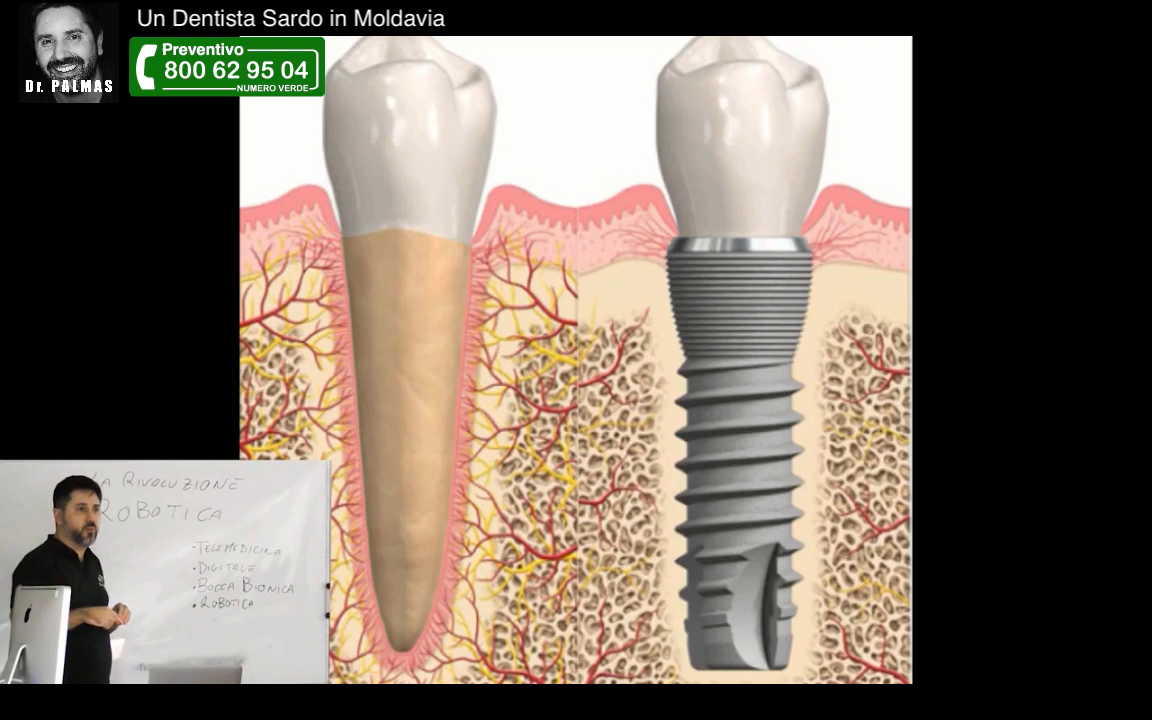 Un Dentista Sardo in Moldavia
Dr. PALMAS
Preventivo
800 62 95 04
NUMERO VERDE
LA RIVOLUZIONE
ROBOTICA
• TELEMEDICINA
• DIGITALE
• BOCCA BIONICA
• ROBOTICA